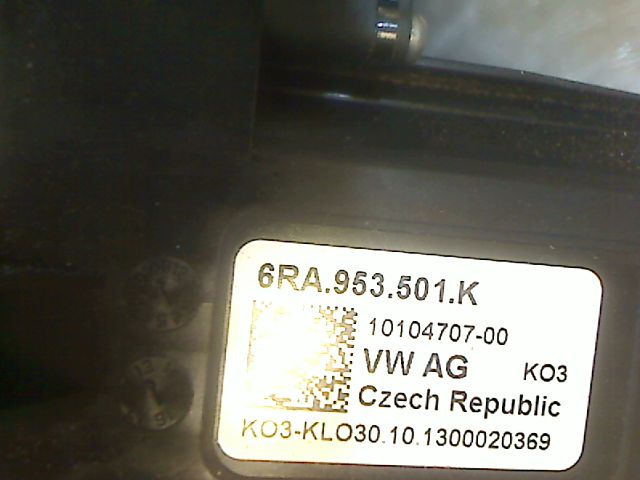 6RA.953.501.K
10104707-00
VW AG KO3
Czech Republic
KO3-KLO30.10.1300020369